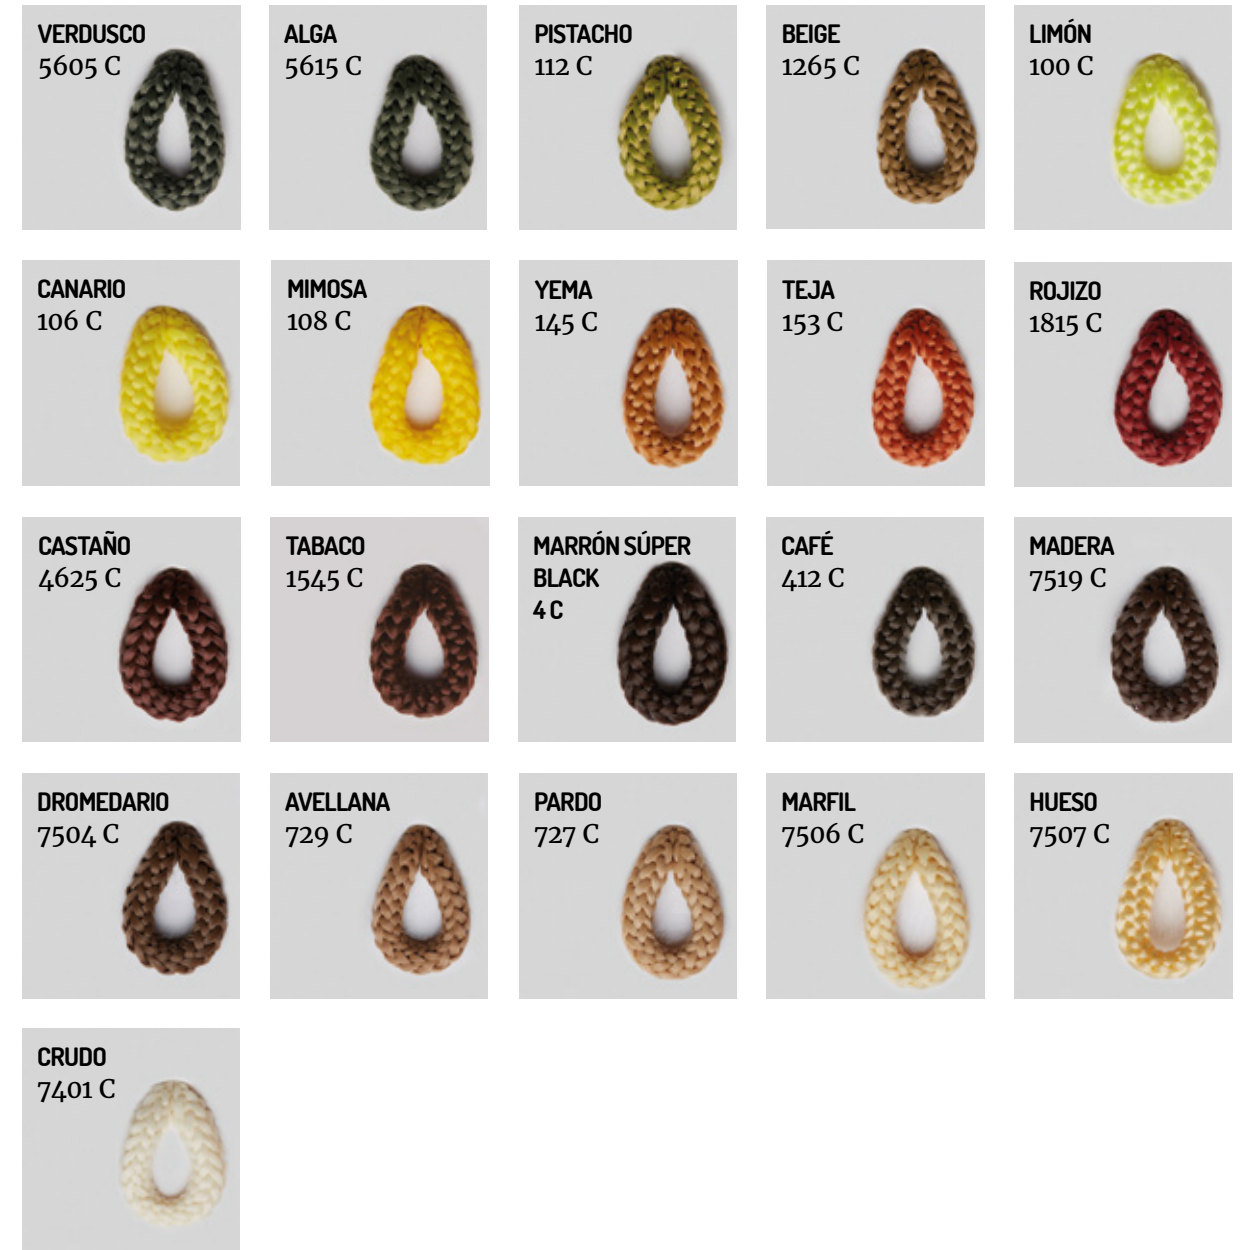 VERDUSCO
5605 C
ALGA
5615 C
PISTACHO
112 C
BEIGE
1265 C
LIMÓN
100 C
CANARIO
106 C
MIMOSA
108 C
YEMA
145 C
TEJA
153 C
ROJIZO
1815 C
CASTAÑO
4625 C
TABACO
1545 C
MARRÓN SÚPER
BLACK
4 C
CAFÉ
412 C
MADERA
7519 C
DROMEDARIO
7504 C
AVELLANA
729 C
PARDO
727 C
MARFIL
7506 C
HUESO
7507 C
CRUDO
7401 C